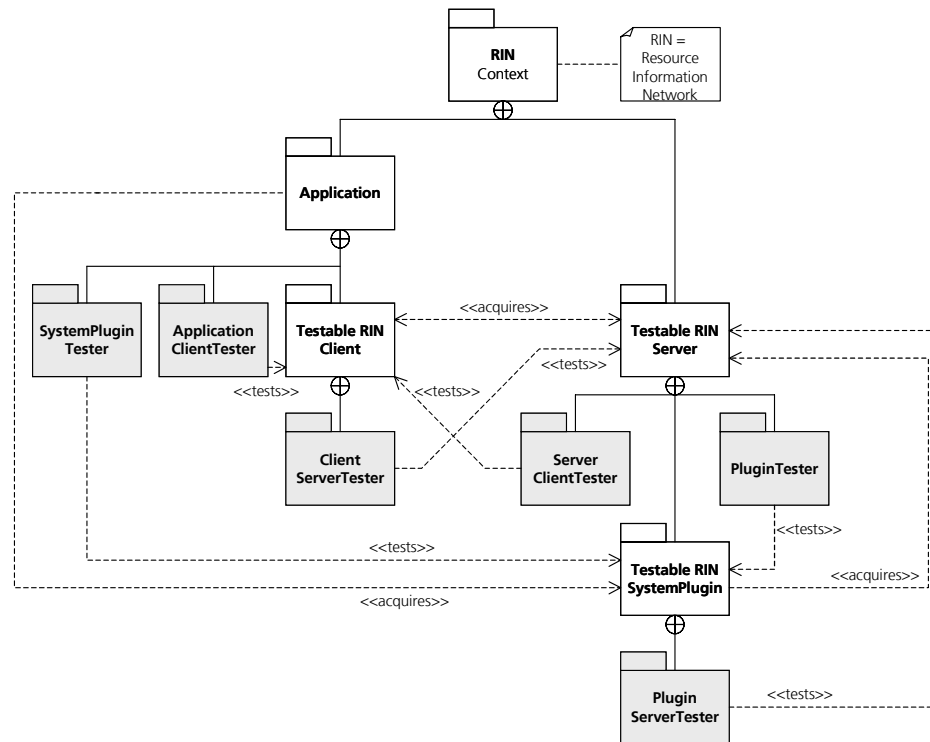 RIN
Context
RIN =
Resource
Information
Network
Application
SystemPlugin
Tester
Application
ClientTester
Testable RIN
Client
<<acquires>>
Testable RIN
Server
<<tests>>
<<tests>>
<<tests>>
Client
ServerTester
Server
ClientTester
PluginTester
<<tests>>
<<tests>>
Testable RIN
SystemPlugin
<<acquires>>
<<acquires>>
Plugin
ServerTester
<<tests>>